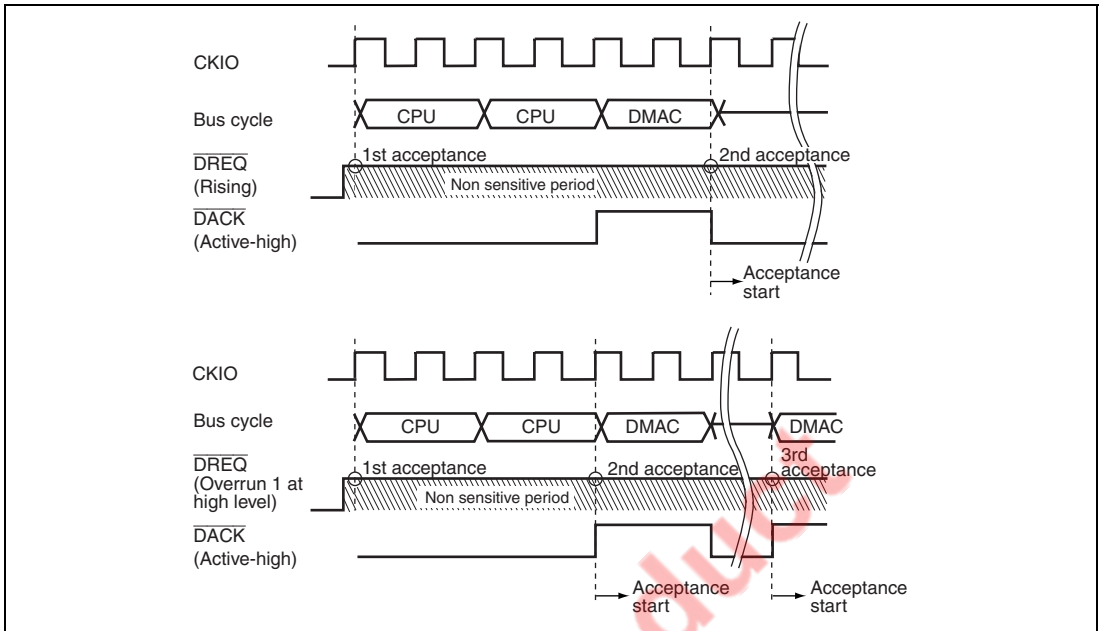 CKIO
Bus cycle
CPU CPU DMAC
DREQ
(Rising)
1st acceptance 2nd acceptance
Non sensitive period
DACK
(Active-high)
Acceptance
start
CKIO
Bus cycle
CPU CPU DMAC DMAC
DREQ
(Overrun 1 at
high level)
1st acceptance 2nd acceptance 3rd
acceptance
Non sensitive period
DACK
(Active-high)
Acceptance
start
Acceptance
start
duct